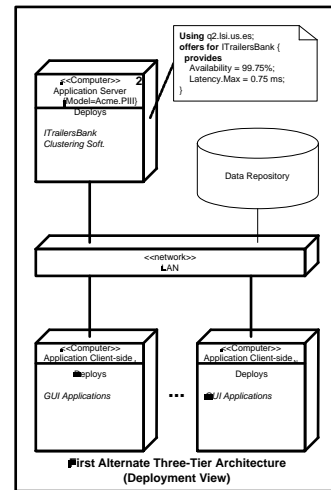 Using q2.lsi.us.es;
offers for ITrailersBank {
provides
Availability = 99.75%;
Latency.Max = 0.75 ms;
}
<<Computer>> 2
Application Server
{Model=Acme.PIII}
Deploys
ITrailersBank
Clustering Soft.
Data Repository
<<network>>
LAN
<<Computer>>
Application Client-side
Deploys
GUI Applications
...
<<Computer>>
Application Client-side
Deploys
GUI Applications
First Alternate Three-Tier Architecture
(Deployment View)